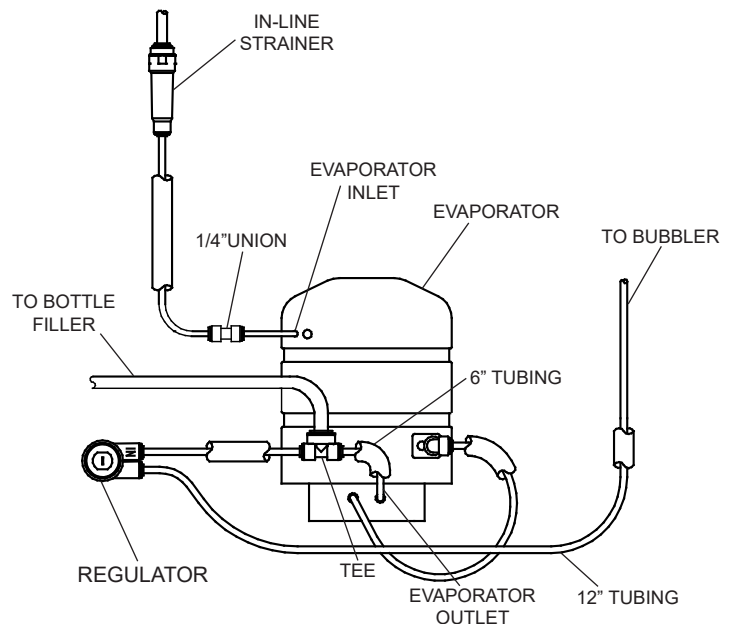 IN-LINE
STRAINER
EVAPORATOR
INLET
EVAPORATOR
1/4"UNION
TO BUBBLER
TO BOTTLE
FILLER
6" TUBING
IN
REGULATOR
TEE
EVAPORATOR
OUTLET
12" TUBING